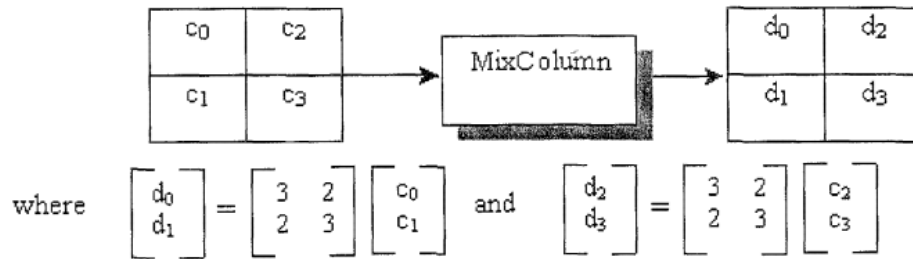 c₀ c₂ d₀ d₂
MixColumn
c₁ c₃ d₁ d₃
where [d₀ d₁] = [3 2 2 3] [c₀ c₁] and [d₂ d₃] = [3 2 2 3] [c₂ c₃]